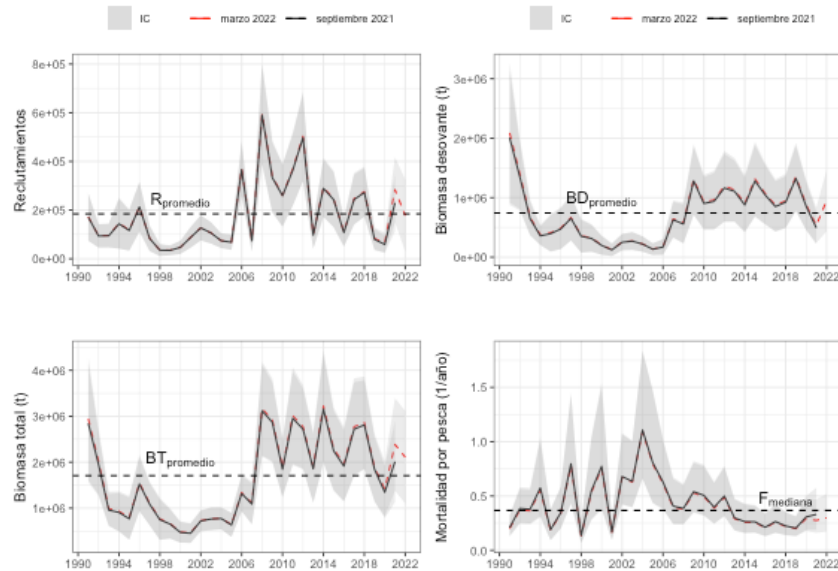 IC marzo 2022 septiembre 2021
IC marzo 2022 septiembre 2021
Reclutamientos
8e+05
6e+05
4e+05
2e+05
0e+00
Rpromedio
1990 1994 1998 2002 2006 2010 2014 2018 2022
Biomasa desovante (t)
3e+06
2e+06
1e+06
0e+00
BDpromedio
1990 1994 1998 2002 2006 2010 2014 2018 2022
Biomasa total (t)
4e+06
3e+06
2e+06
1e+06
BTpromedio
1990 1994 1998 2002 2006 2010 2014 2018 2022
Mortalidad por pesca (1/año)
1.5
1.0
0.5
0.0
Fmediana
1990 1994 1998 2002 2006 2010 2014 2018 2022